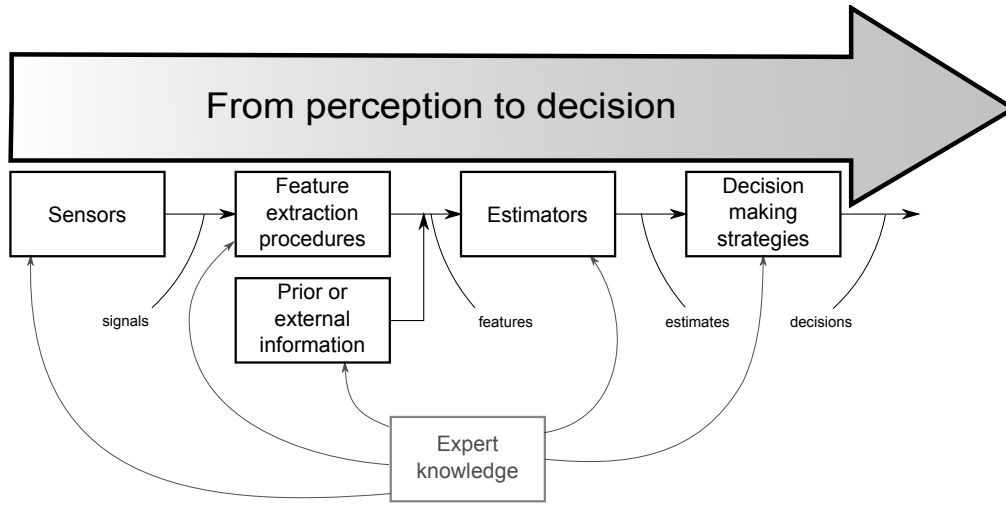 From perception to decision
Sensors
Feature
extraction
procedures
Estimators
Decision
making
strategies
Prior or
external
information
signals
features
estimates
decisions
Expert
knowledge